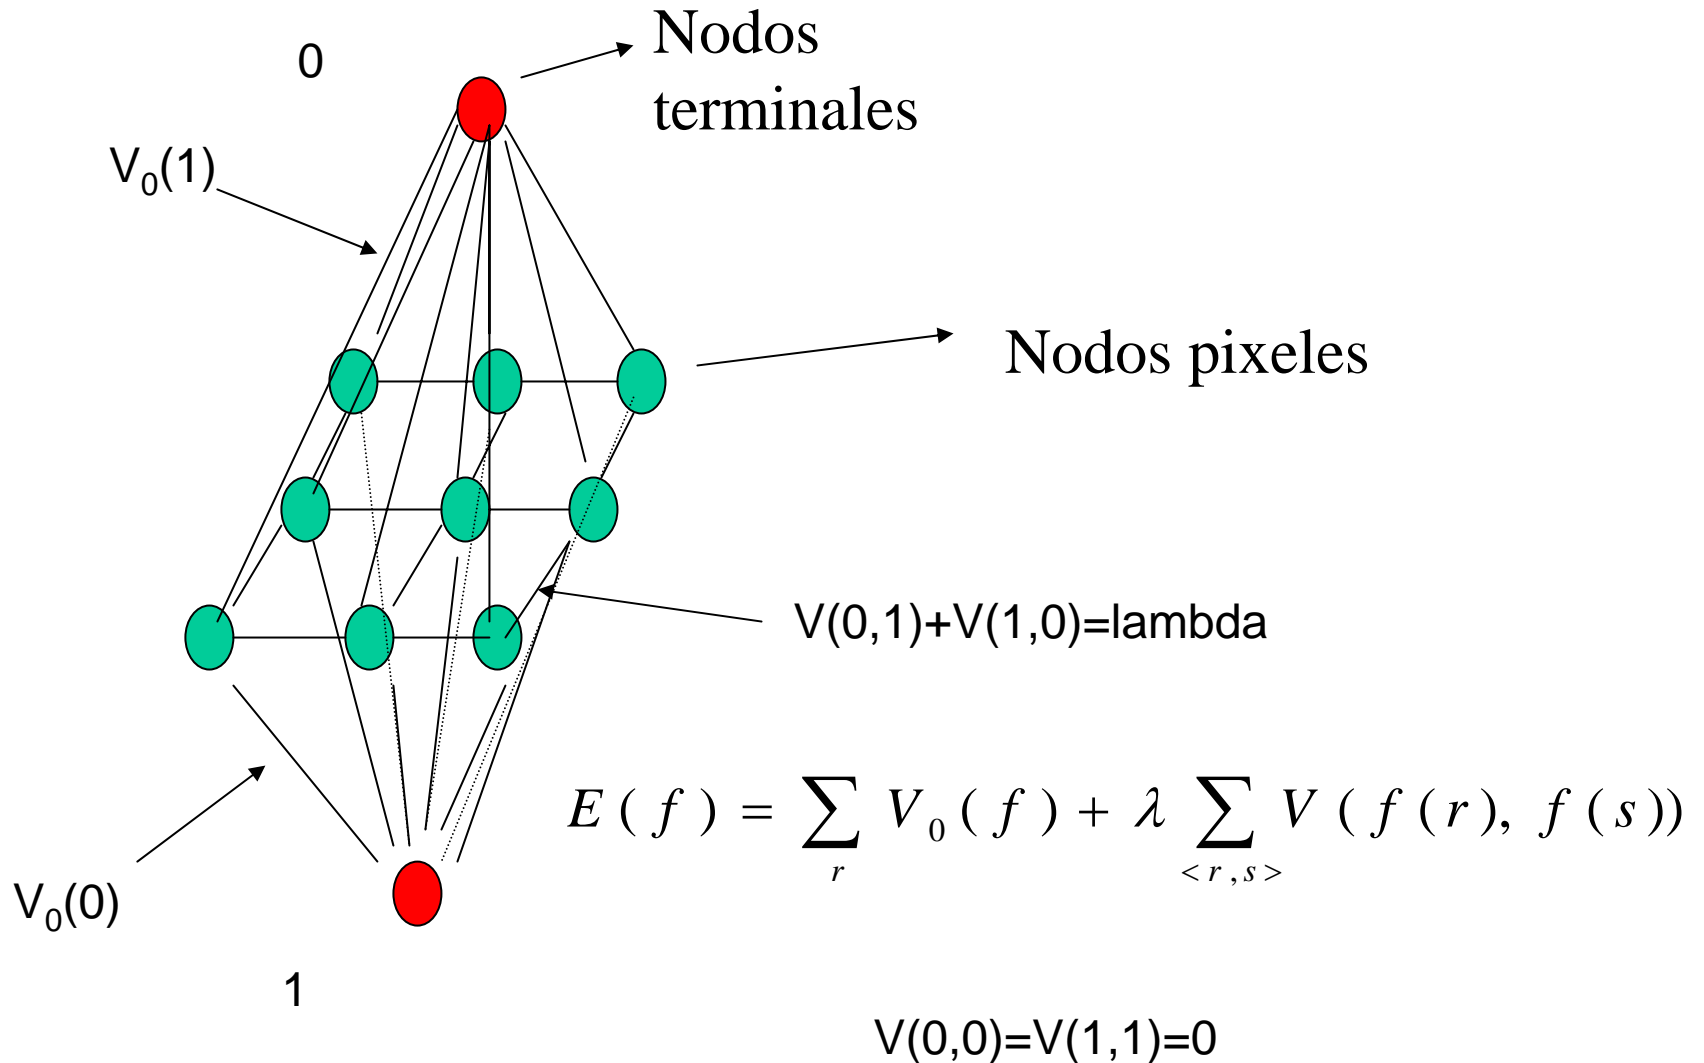 0
Nodos
terminales
V₀(1)
Nodos pixeles
V(0,1)+V(1,0)=lambda
E ( f ) = ∑_r V₀ ( f ) + λ ∑_{< r , s >} V ( f ( r ), f ( s ))
V₀(0)
1
V(0,0)=V(1,1)=0